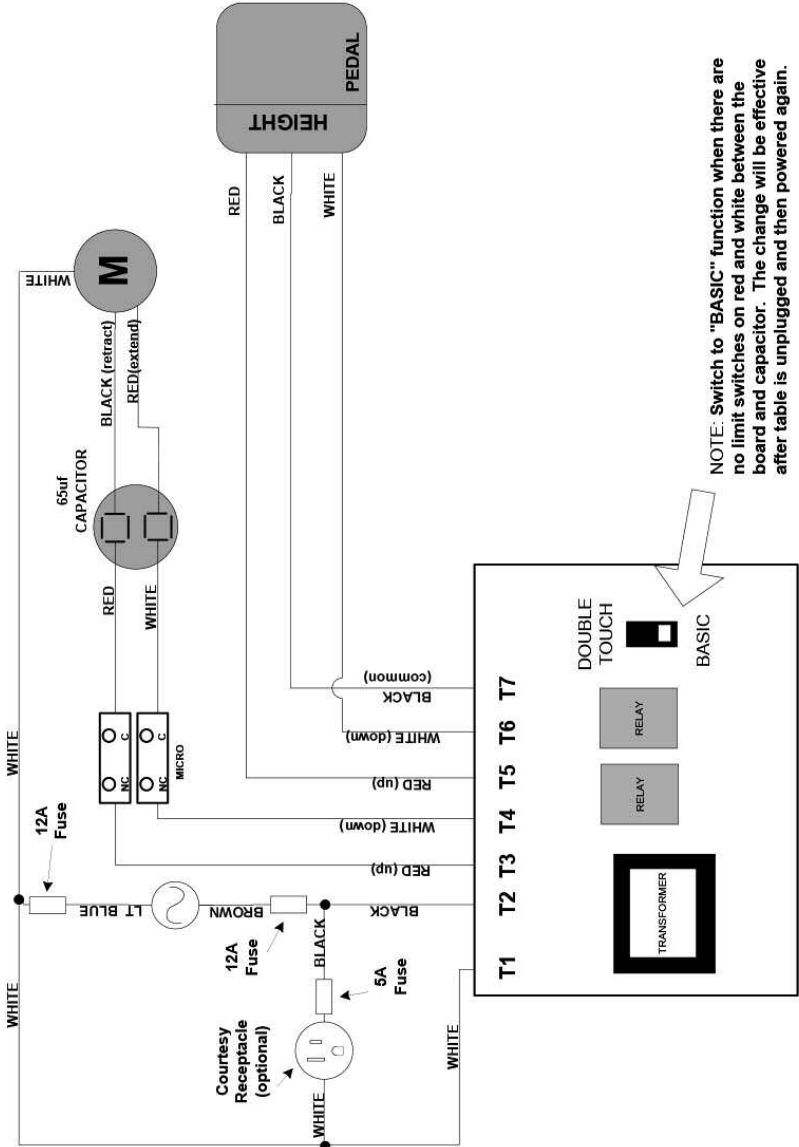 PEDAL
HEIGHT
RED
BLACK
WHITE
WHITE
M
BLACK (retract)
RED(extend)
65uf
CAPACITOR
RED
WHITE
NC
C
NC
C
MICRO
WHITE
12A
Fuse
LT BLUE
BROWN
12A
Fuse
WHITE
BLACK
5A
Fuse
Courtesy
Receptacle
(optional)
WHITE
WHITE
BLACK
RED (up)
WHITE (down)
RED (up)
WHITE (down)
BLACK
(common)
T1
T2
T3
T4
T5
T6
T7
TRANSFORMER
RELAY
RELAY
DOUBLE
TOUCH
BASIC
NOTE: Switch to "BASIC" function when there are
no limit switches on red and white between the
board and capacitor. The change will be effective
after table is unplugged and then powered again.